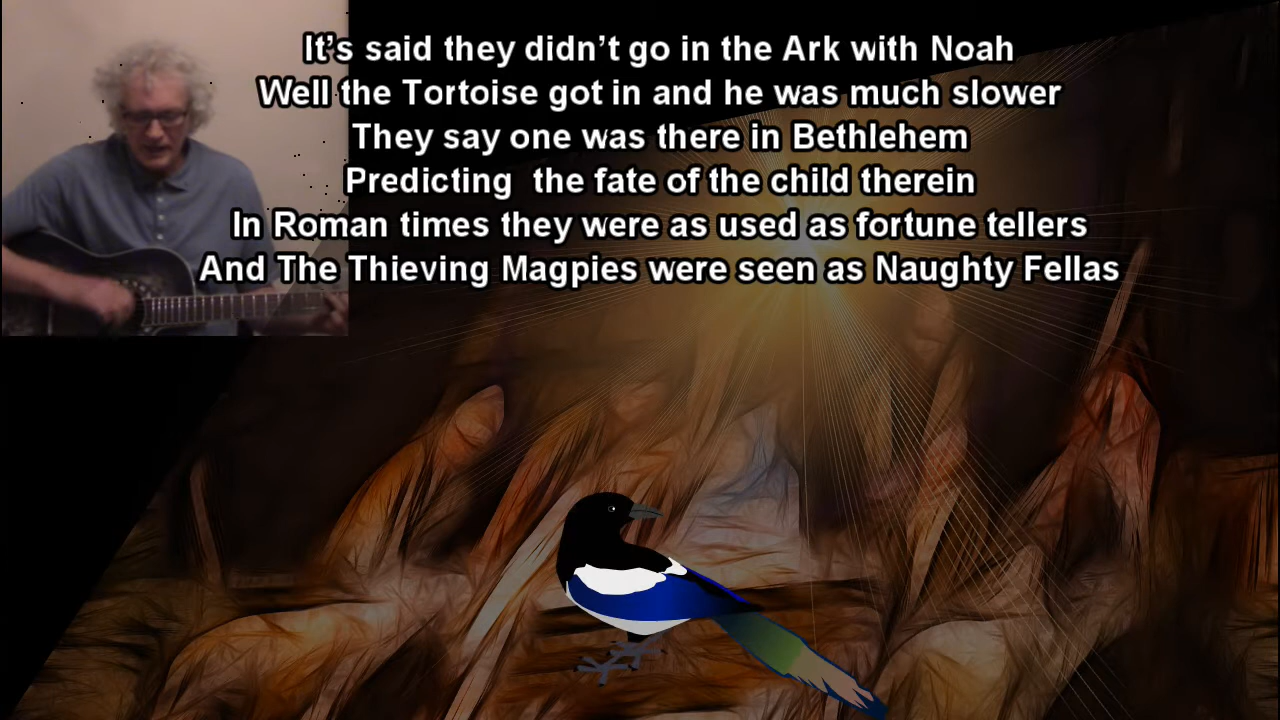 It’s said they didn’t go in the Ark with Noah
Well the Tortoise got in and he was much slower
They say one was there in Bethlehem
Predicting  the fate of the child therein
In Roman times they were as used as fortune tellers
And The Thieving Magpies were seen as Naughty Fellas